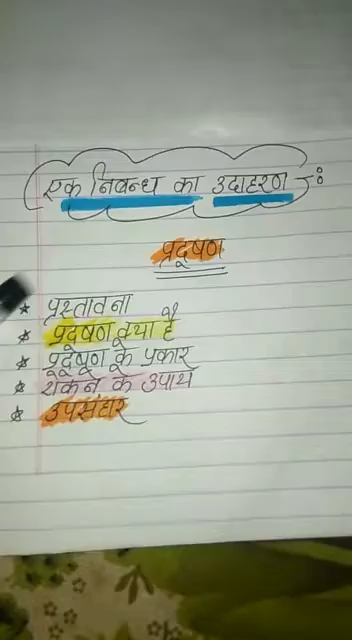 एक निबन्ध का उदाहरण :
प्रदूषण
प्रस्तावना
प्रदूषण क्या है
प्रदूषण के प्रकार
रोकने के उपाय
उपसंहार